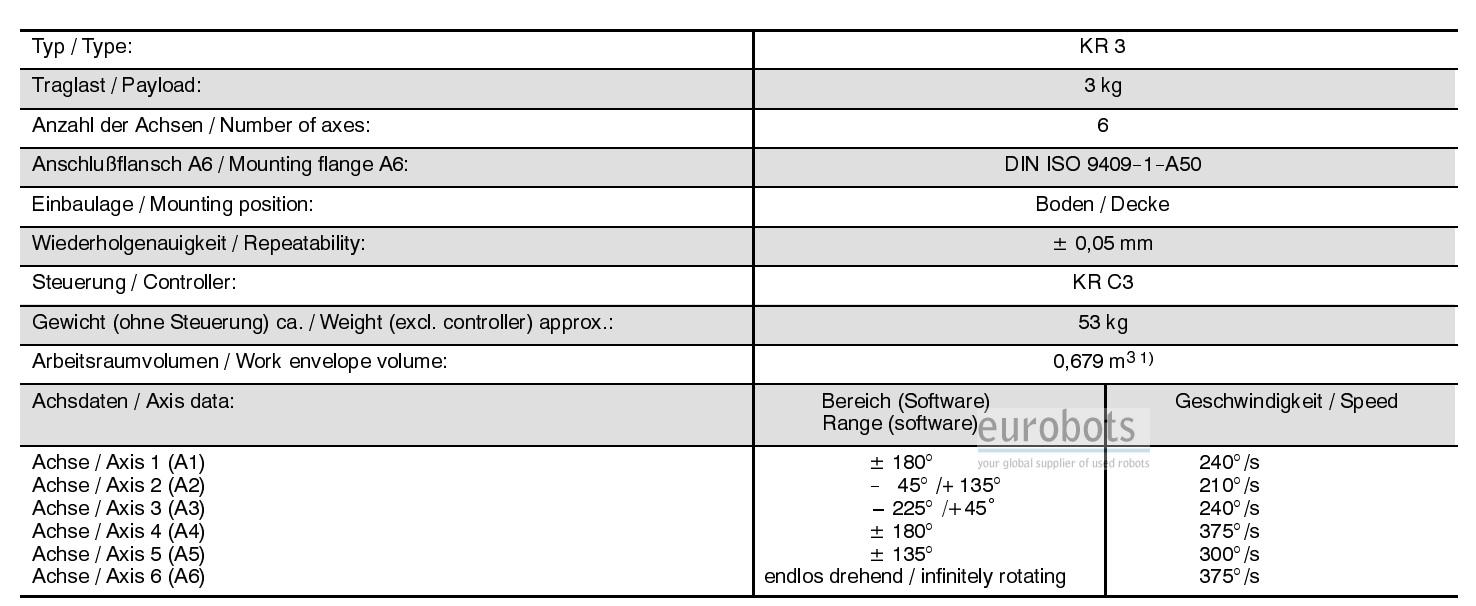 Typ / Type: KR 3
Traglast / Payload: 3 kg
Anzahl der Achsen / Number of axes: 6
Anschlußflansch A6 / Mounting flange A6: DIN ISO 9409-1-A50
Einbaulage / Mounting position: Boden / Decke
Wiederholgenauigkeit / Repeatability: ± 0,05 mm
Steuerung / Controller: KR C3
Gewicht (ohne Steuerung) ca. / Weight (excl. controller) approx.: 53 kg
Arbeitsraumvolumen / Work envelope volume: 0,679 m³ ¹⁾
Achsdaten / Axis data: Bereich (Software) Geschwindigkeit / Speed
Range (software)
eurobots
your global supplier of used robots
Achse / Axis 1 (A1) ± 180° 240°/s
Achse / Axis 2 (A2) - 45° /+ 135° 210°/s
Achse / Axis 3 (A3) – 225° /+45° 240°/s
Achse / Axis 4 (A4) ± 180° 375°/s
Achse / Axis 5 (A5) ± 135° 300°/s
Achse / Axis 6 (A6) endlos drehend / infinitely rotating 375°/s